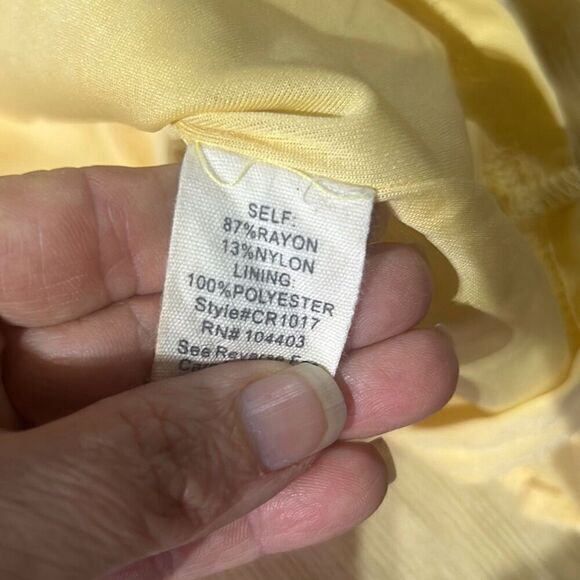 SELF:
87%RAYON
13%NYLON
LINING:
100%POLYESTER
Style#CR1017
RN# 104403
See Reverse